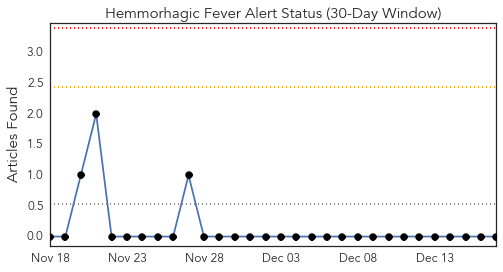 Hemmorhagic Fever Alert Status (30-Day Window)
Articles Found
3.0
2.5
2.0
1.5
1.0
0.5
0.0
Nov 18 Nov 23 Nov 28 Dec 03 Dec 08 Dec 13